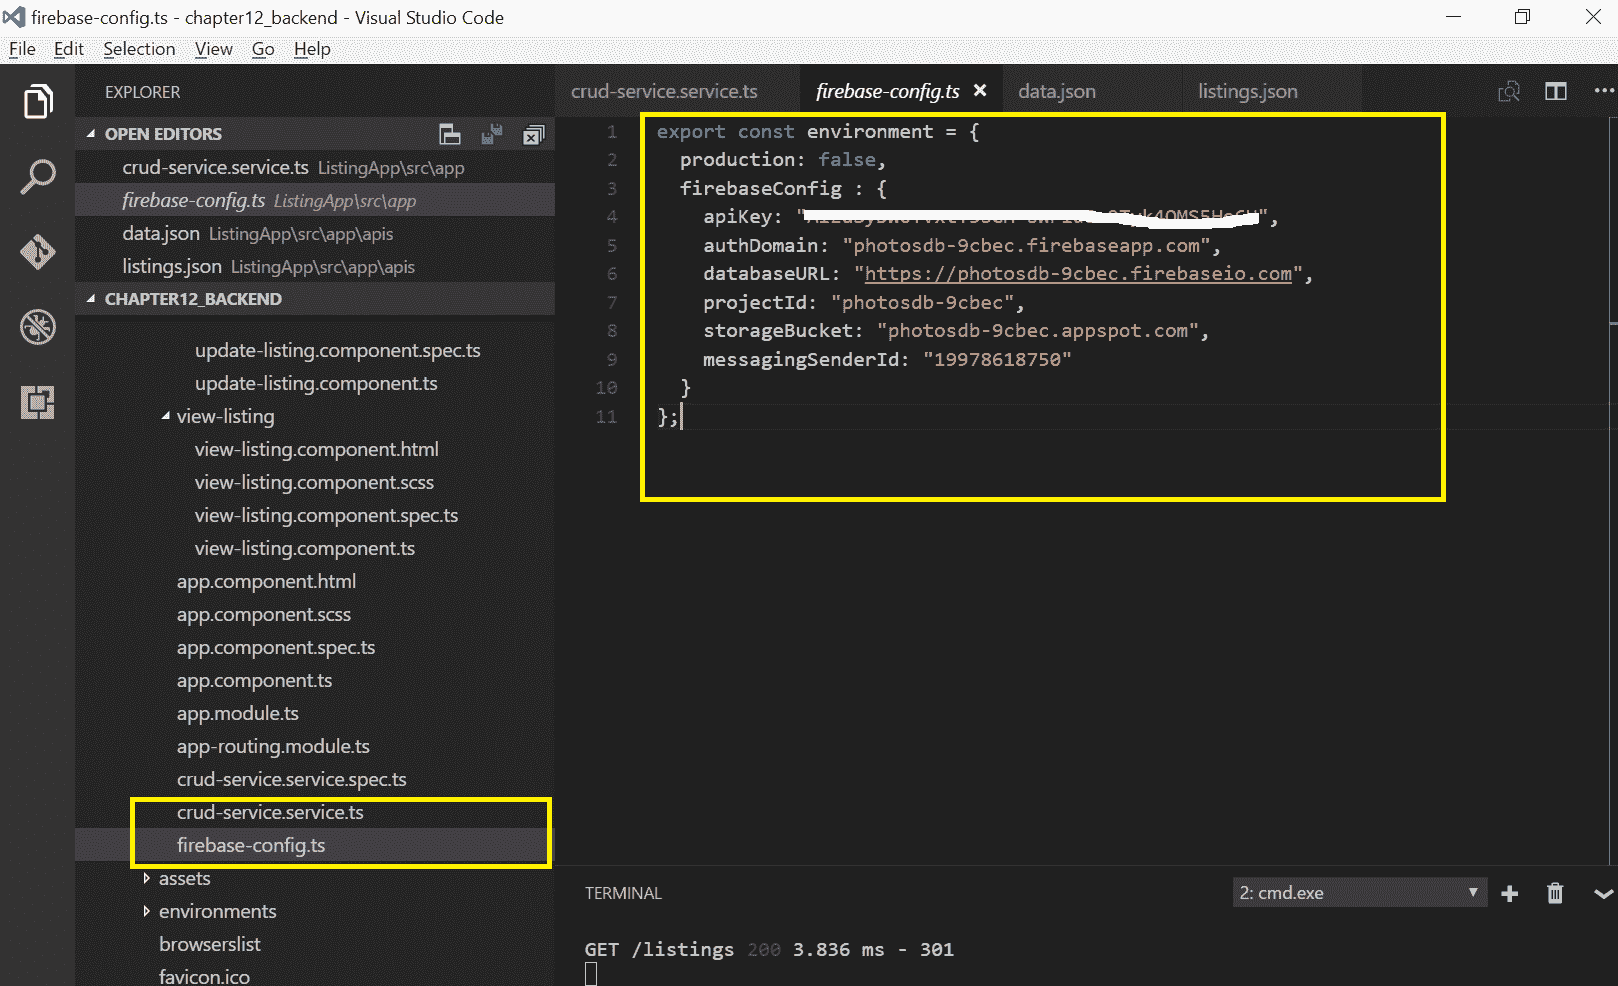 firebase-config.ts - chapter12_backend - Visual Studio Code
File Edit Selection View Go Help
EXPLORER
OPEN EDITORS
crud-service.service.ts ListingApp\src\app
firebase-config.ts ListingApp\src\app
data.json ListingApp\src\app\apis
listings.json ListingApp\src\app\apis
CHAPTER12_BACKEND
update-listing.component.spec.ts
update-listing.component.ts
view-listing
view-listing.component.html
view-listing.component.scss
view-listing.component.spec.ts
view-listing.component.ts
app.component.html
app.component.scss
app.component.spec.ts
app.component.ts
app.module.ts
app-routing.module.ts
crud-service.service.spec.ts
crud-service.service.ts
firebase-config.ts
assets
environments
browserslist
favicon.ico
crud-service.service.ts firebase-config.ts data.json listings.json
1 export const environment = {
2 production: false,
3 firebaseConfig : {
4 apiKey: "",
5 authDomain: "photosdb-9cbec.firebaseapp.com",
6 databaseURL: "https://photosdb-9cbec.firebaseio.com",
7 projectId: "photosdb-9cbec",
8 storageBucket: "photosdb-9cbec.appspot.com",
9 messagingSenderId: "19978618750"
10 }
11 };
TERMINAL
2: cmd.exe
GET /listings 200 3.836 ms - 301